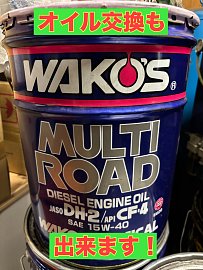 オイル交換も
WAKO'S
®
MULTI
ROAD
DIESEL ENGINE OIL
JASO DH-2/API CF-4
SAE 15W-40
出来ます！